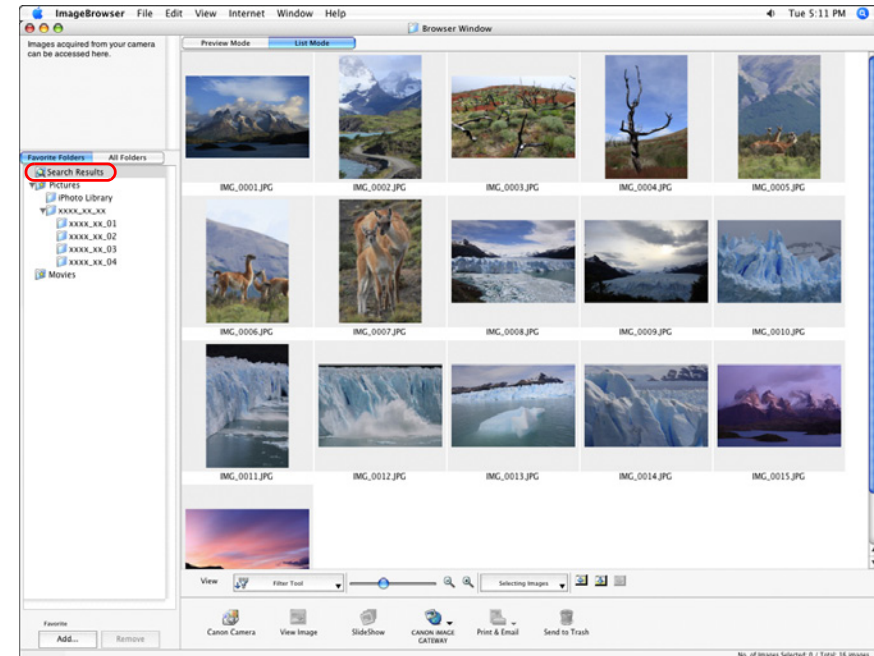 ImageBrowser File Edit View Internet Window Help Tue 5:11 PM
Browser Window
Images acquired from your camera
can be accessed here.
Preview Mode List Mode
Favorite Folders All Folders
Search Results
Pictures
iPhoto Library
xxxx_xx_xx
xxxx_xx_01
xxxx_xx_02
xxxx_xx_03
xxxx_xx_04
Movies
IMG_0001.JPG IMG_0002.JPG IMG_0003.JPG IMG_0004.JPG IMG_0005.JPG
IMG_0006.JPG IMG_0007.JPG IMG_0008.JPG IMG_0009.JPG IMG_0010.JPG
IMG_0011.JPG IMG_0012.JPG IMG_0013.JPG IMG_0014.JPG IMG_0015.JPG
View Filter Tool Selecting Images
Favorite
Add... Remove
Canon Camera View Image SlideShow CANON IMAGE
GATEWAY Print & Email Send to Trash
No. of Images Selected: 0 / Total: 16 images